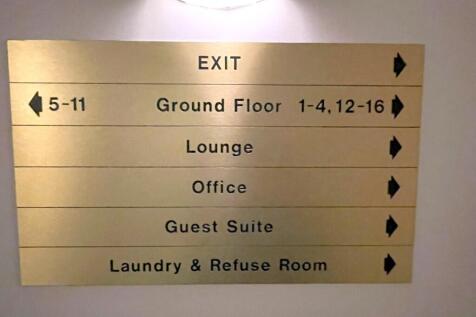 EXIT
5-11 Ground Floor 1-4, 12-16
Lounge
Office
Guest Suite
Laundry & Refuse Room